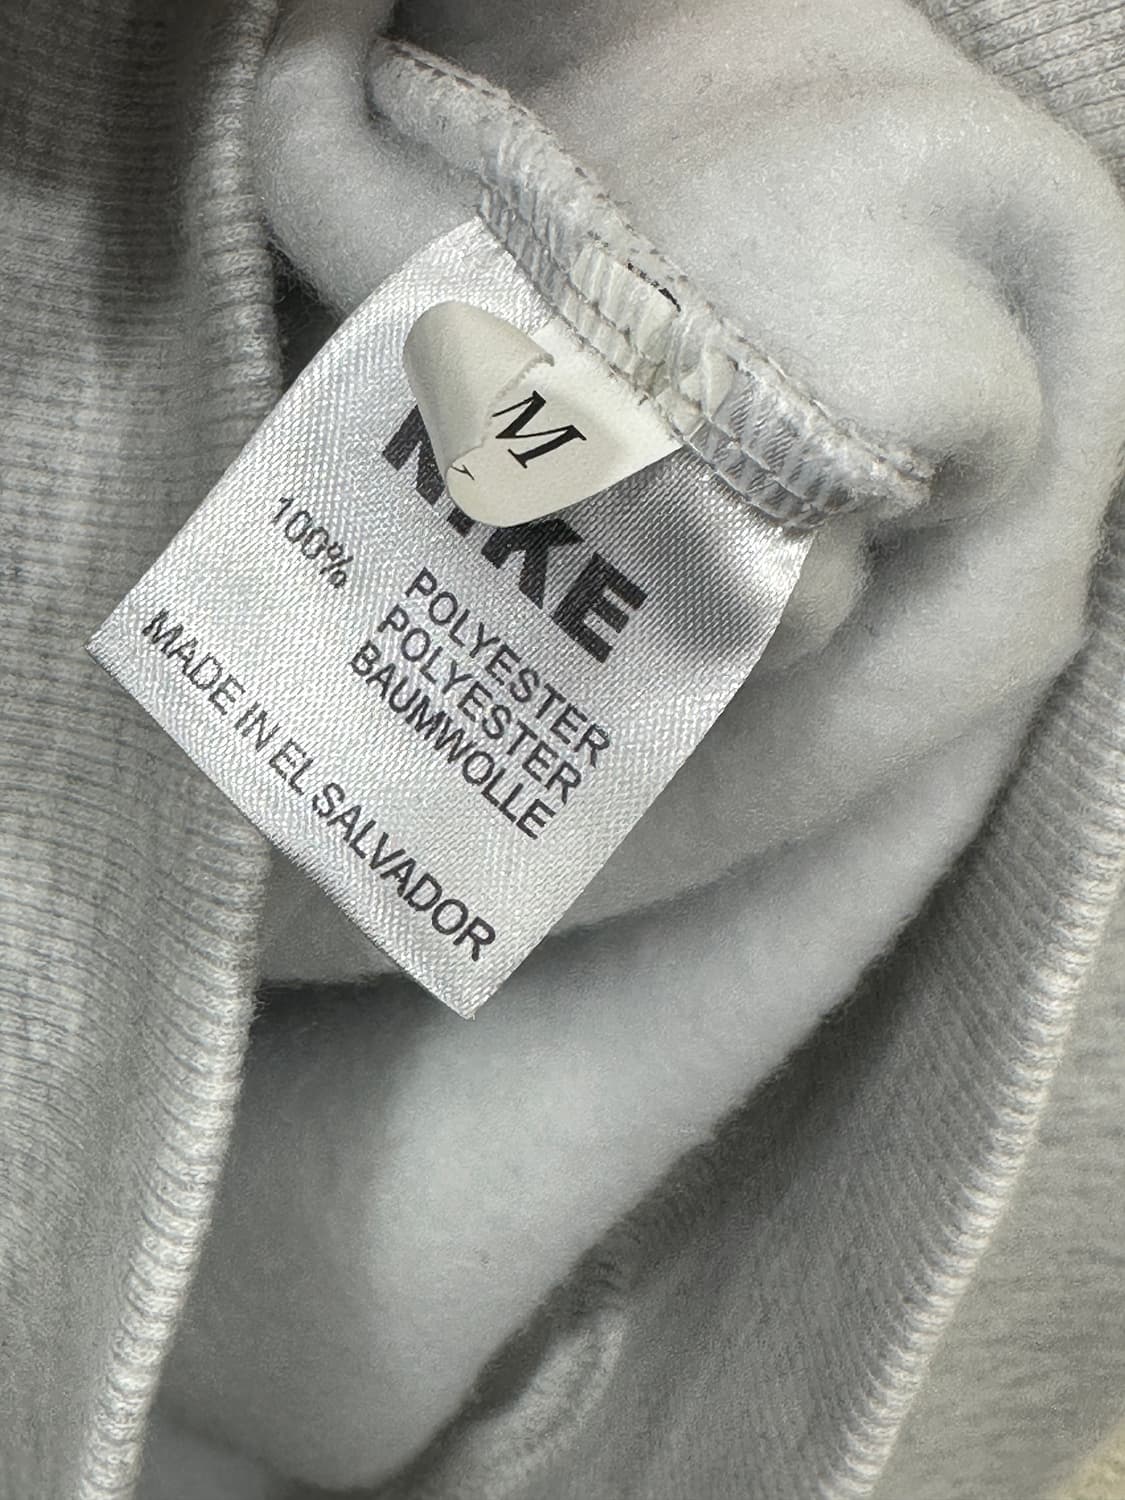 M
NIKE
100%
POLYESTER
POLYESTER
BAUMWOLLE
MADE IN EL SALVADOR